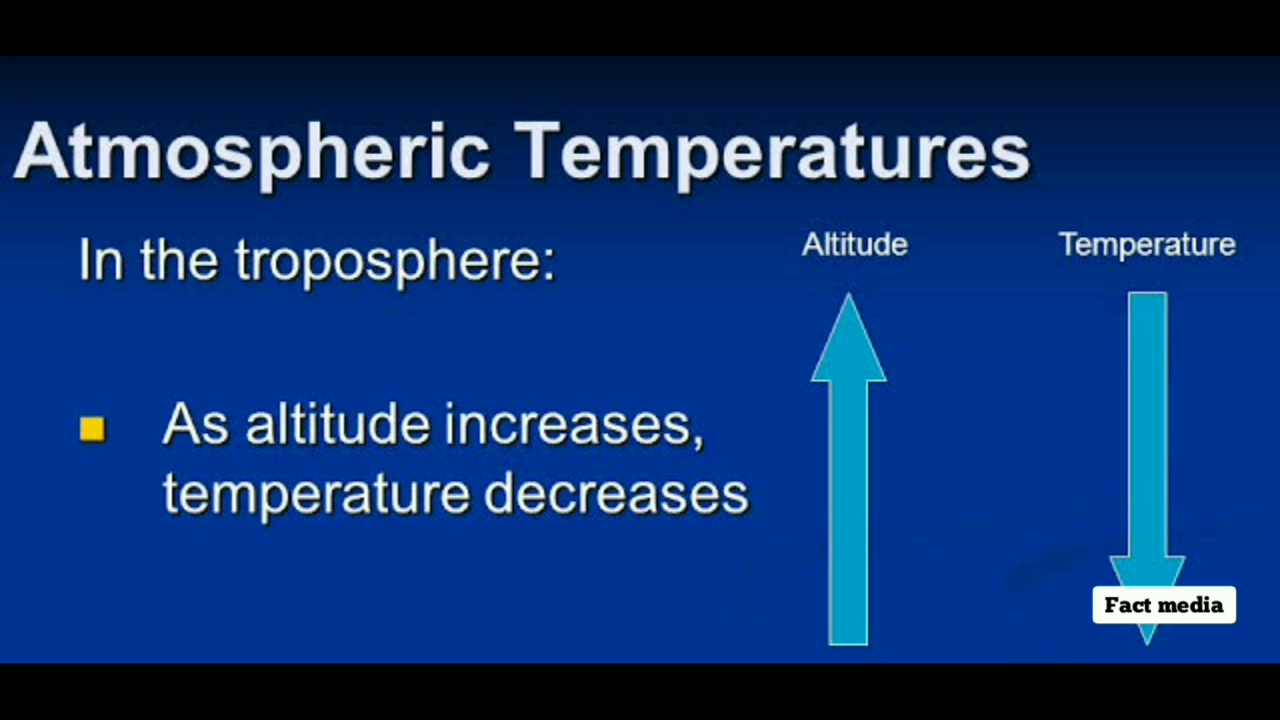 Atmospheric Temperatures
In the troposphere:
Altitude
Temperature
As altitude increases,
temperature decreases
Fact media